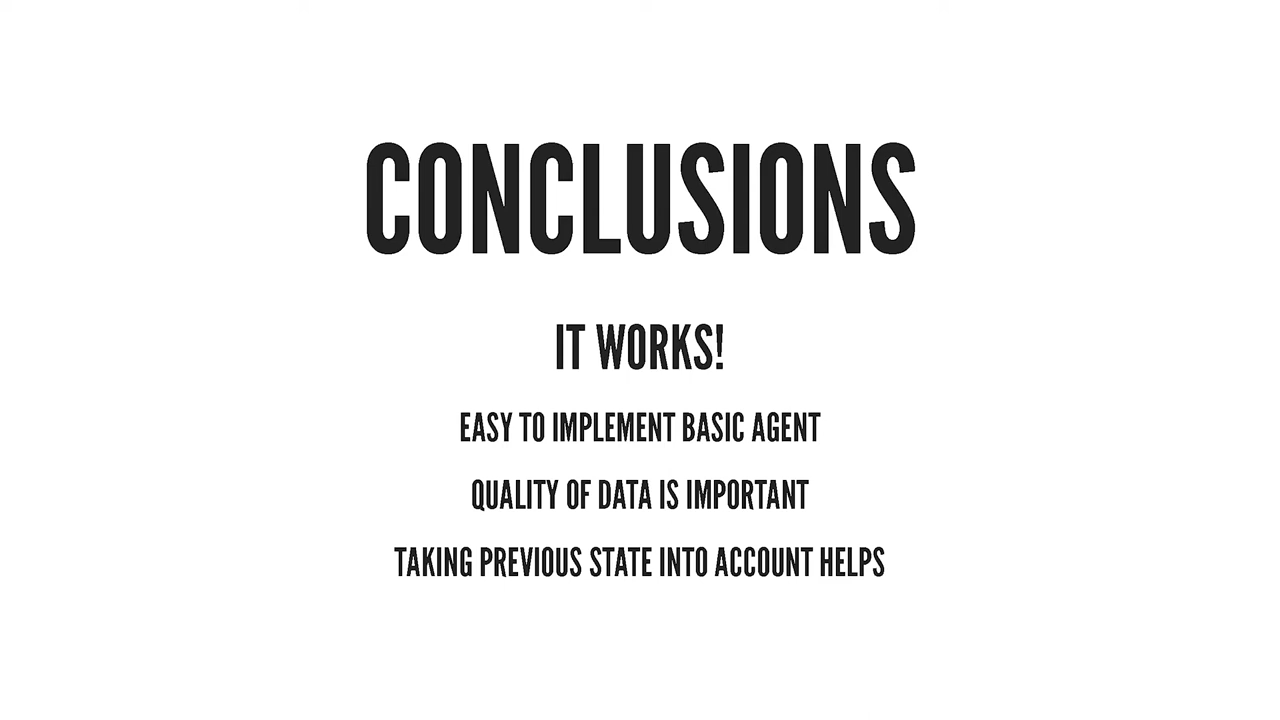 CONCLUSIONS
IT WORKS!
EASY TO IMPLEMENT BASIC AGENT
QUALITY OF DATA IS IMPORTANT
TAKING PREVIOUS STATE INTO ACCOUNT HELPS